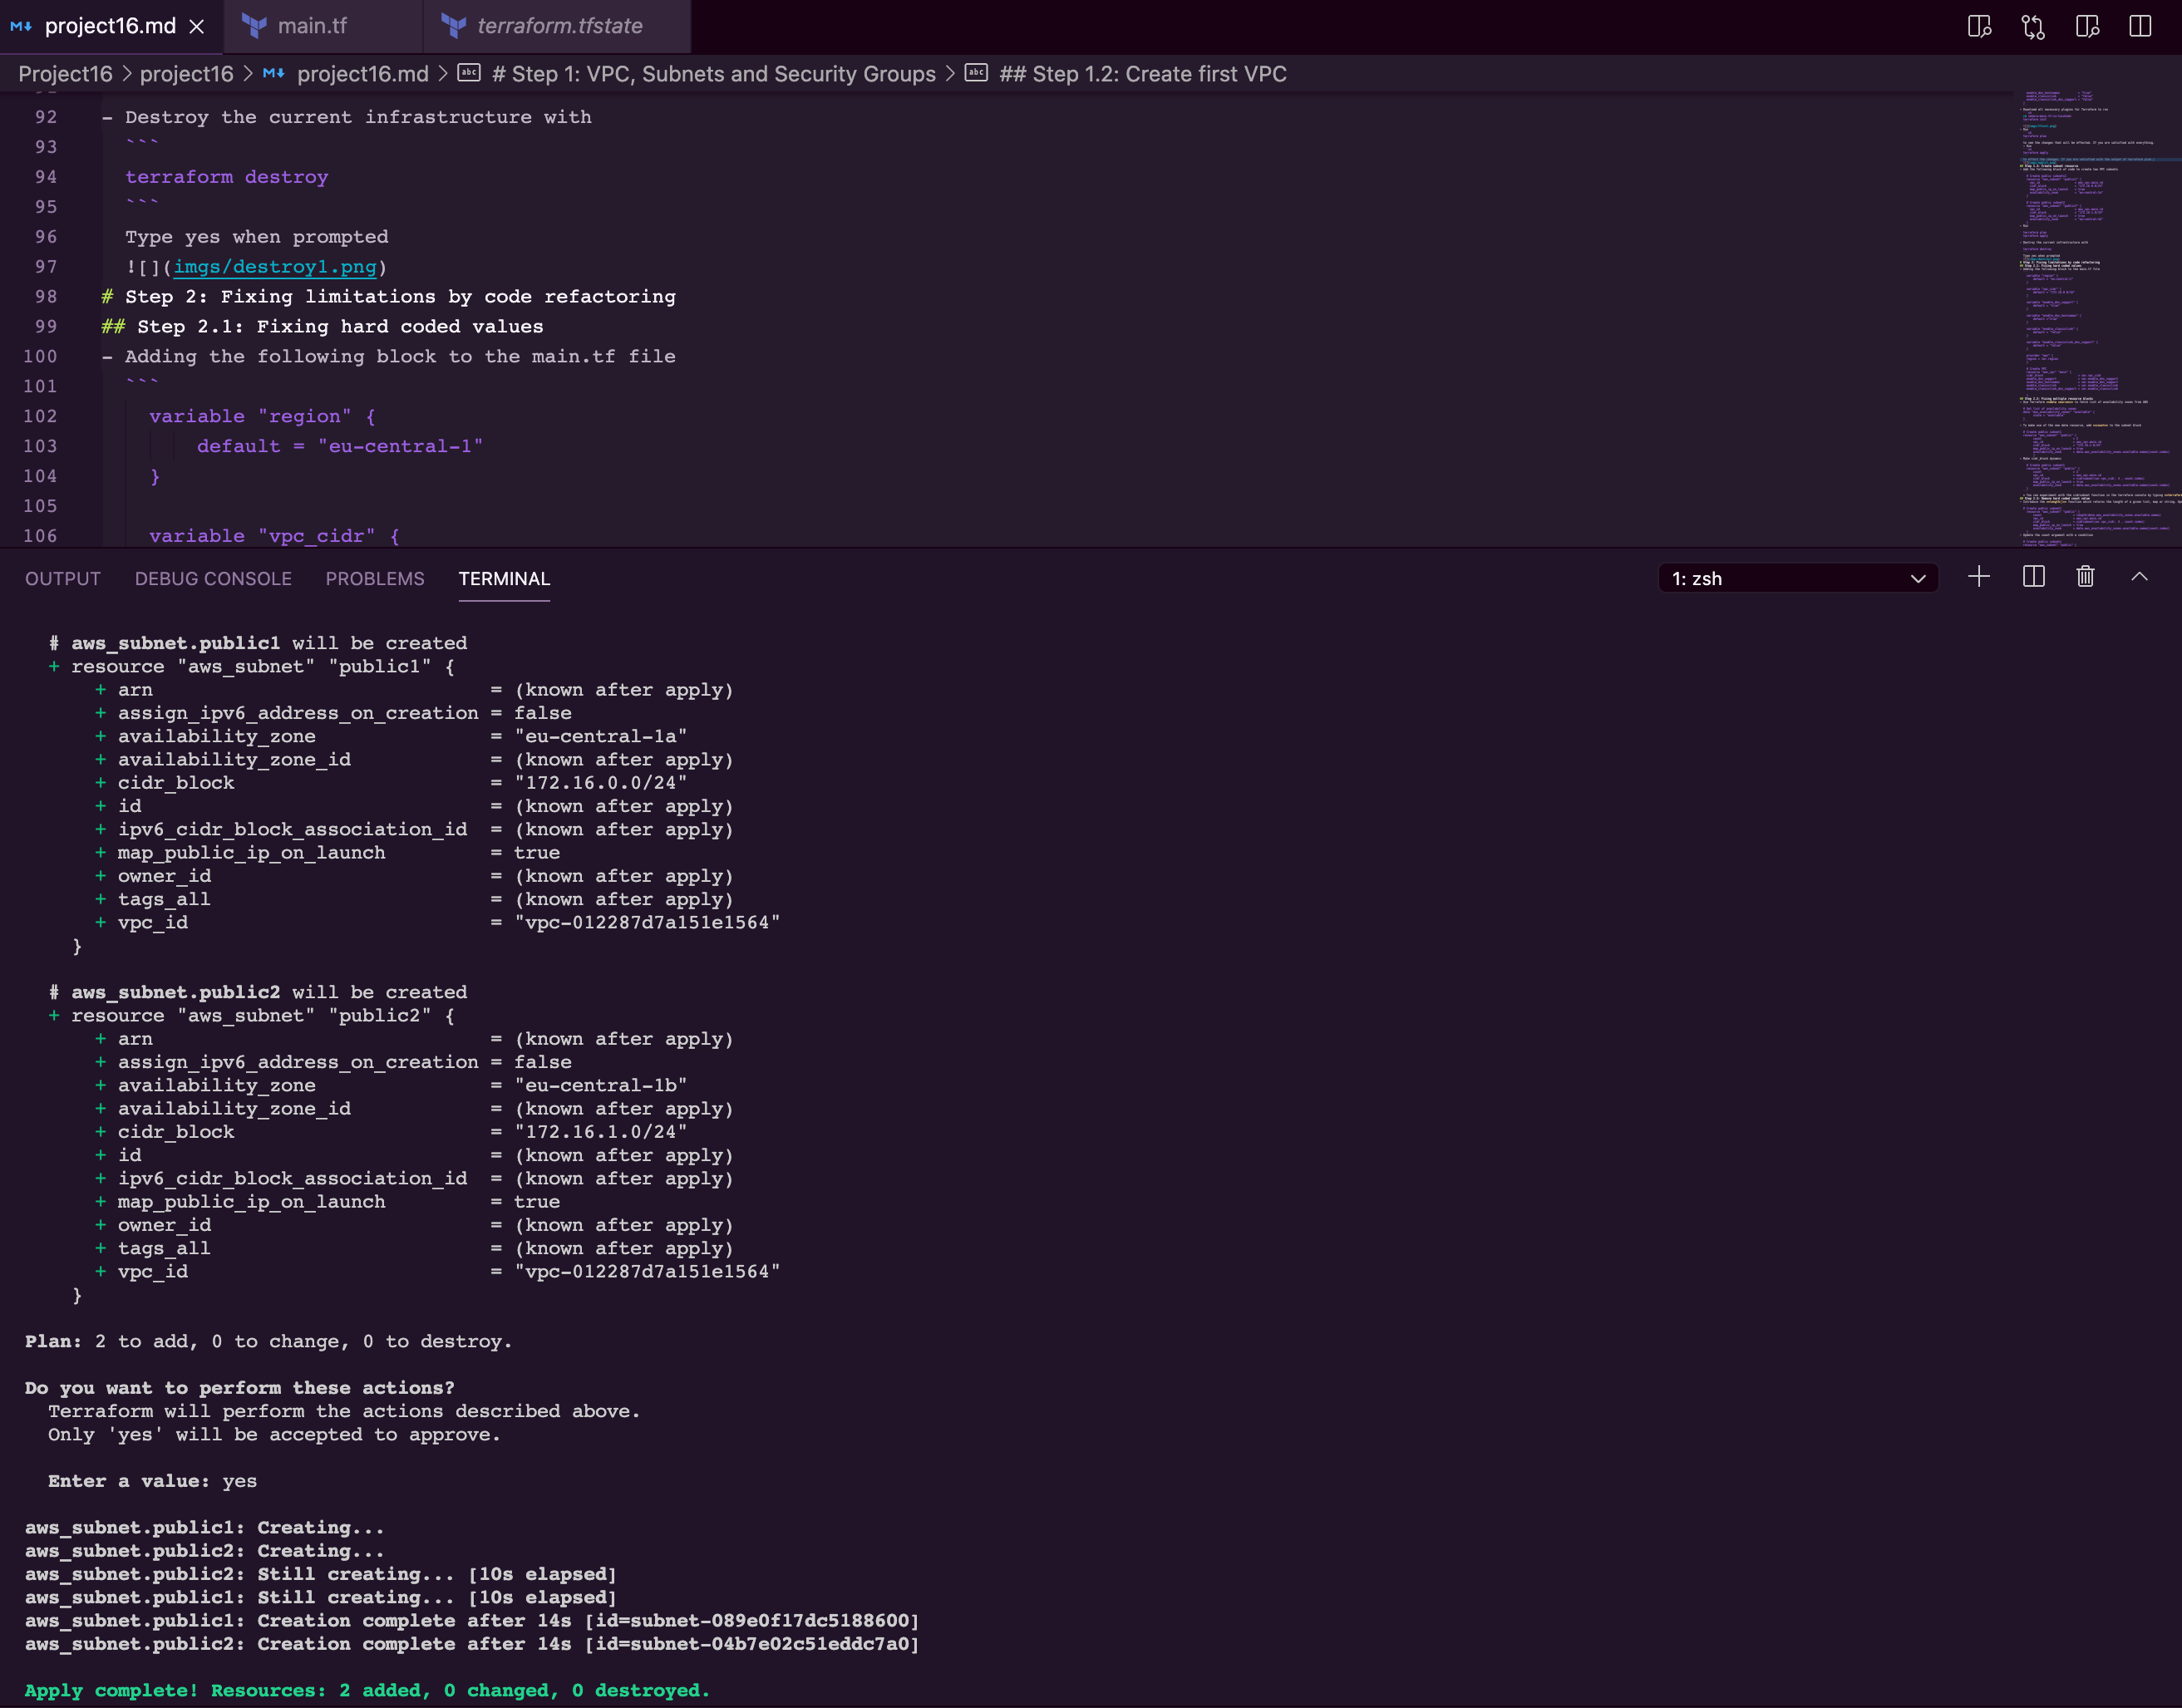 project16.md
main.tf
terraform.tfstate
Project16 > project16 > project16.md > # Step 1: VPC, Subnets and Security Groups > ## Step 1.2: Create first VPC
92 - Destroy the current infrastructure with
93 ```
94 terraform destroy
95 ```
96 Type yes when prompted
97 ![](imgs/destroy1.png)
98 # Step 2: Fixing limitations by code refactoring
99 ## Step 2.1: Fixing hard coded values
100 - Adding the following block to the main.tf file
101 ```
102 variable "region" {
103 default = "eu-central-1"
104 }
105
106 variable "vpc_cidr" {
OUTPUT DEBUG CONSOLE PROBLEMS TERMINAL 1: zsh
# aws_subnet.public1 will be created
+ resource "aws_subnet" "public1" {
+ arn = (known after apply)
+ assign_ipv6_address_on_creation = false
+ availability_zone = "eu-central-1a"
+ availability_zone_id = (known after apply)
+ cidr_block = "172.16.0.0/24"
+ id = (known after apply)
+ ipv6_cidr_block_association_id = (known after apply)
+ map_public_ip_on_launch = true
+ owner_id = (known after apply)
+ tags_all = (known after apply)
+ vpc_id = "vpc-012287d7a151e1564"
}
# aws_subnet.public2 will be created
+ resource "aws_subnet" "public2" {
+ arn = (known after apply)
+ assign_ipv6_address_on_creation = false
+ availability_zone = "eu-central-1b"
+ availability_zone_id = (known after apply)
+ cidr_block = "172.16.1.0/24"
+ id = (known after apply)
+ ipv6_cidr_block_association_id = (known after apply)
+ map_public_ip_on_launch = true
+ owner_id = (known after apply)
+ tags_all = (known after apply)
+ vpc_id = "vpc-012287d7a151e1564"
}
Plan: 2 to add, 0 to change, 0 to destroy.
Do you want to perform these actions?
Terraform will perform the actions described above.
Only 'yes' will be accepted to approve.
Enter a value: yes
aws_subnet.public1: Creating...
aws_subnet.public2: Creating...
aws_subnet.public2: Still creating... [10s elapsed]
aws_subnet.public1: Still creating... [10s elapsed]
aws_subnet.public1: Creation complete after 14s [id=subnet-089e0f17dc5188600]
aws_subnet.public2: Creation complete after 14s [id=subnet-04b7e02c51eddc7a0]
Apply complete! Resources: 2 added, 0 changed, 0 destroyed.